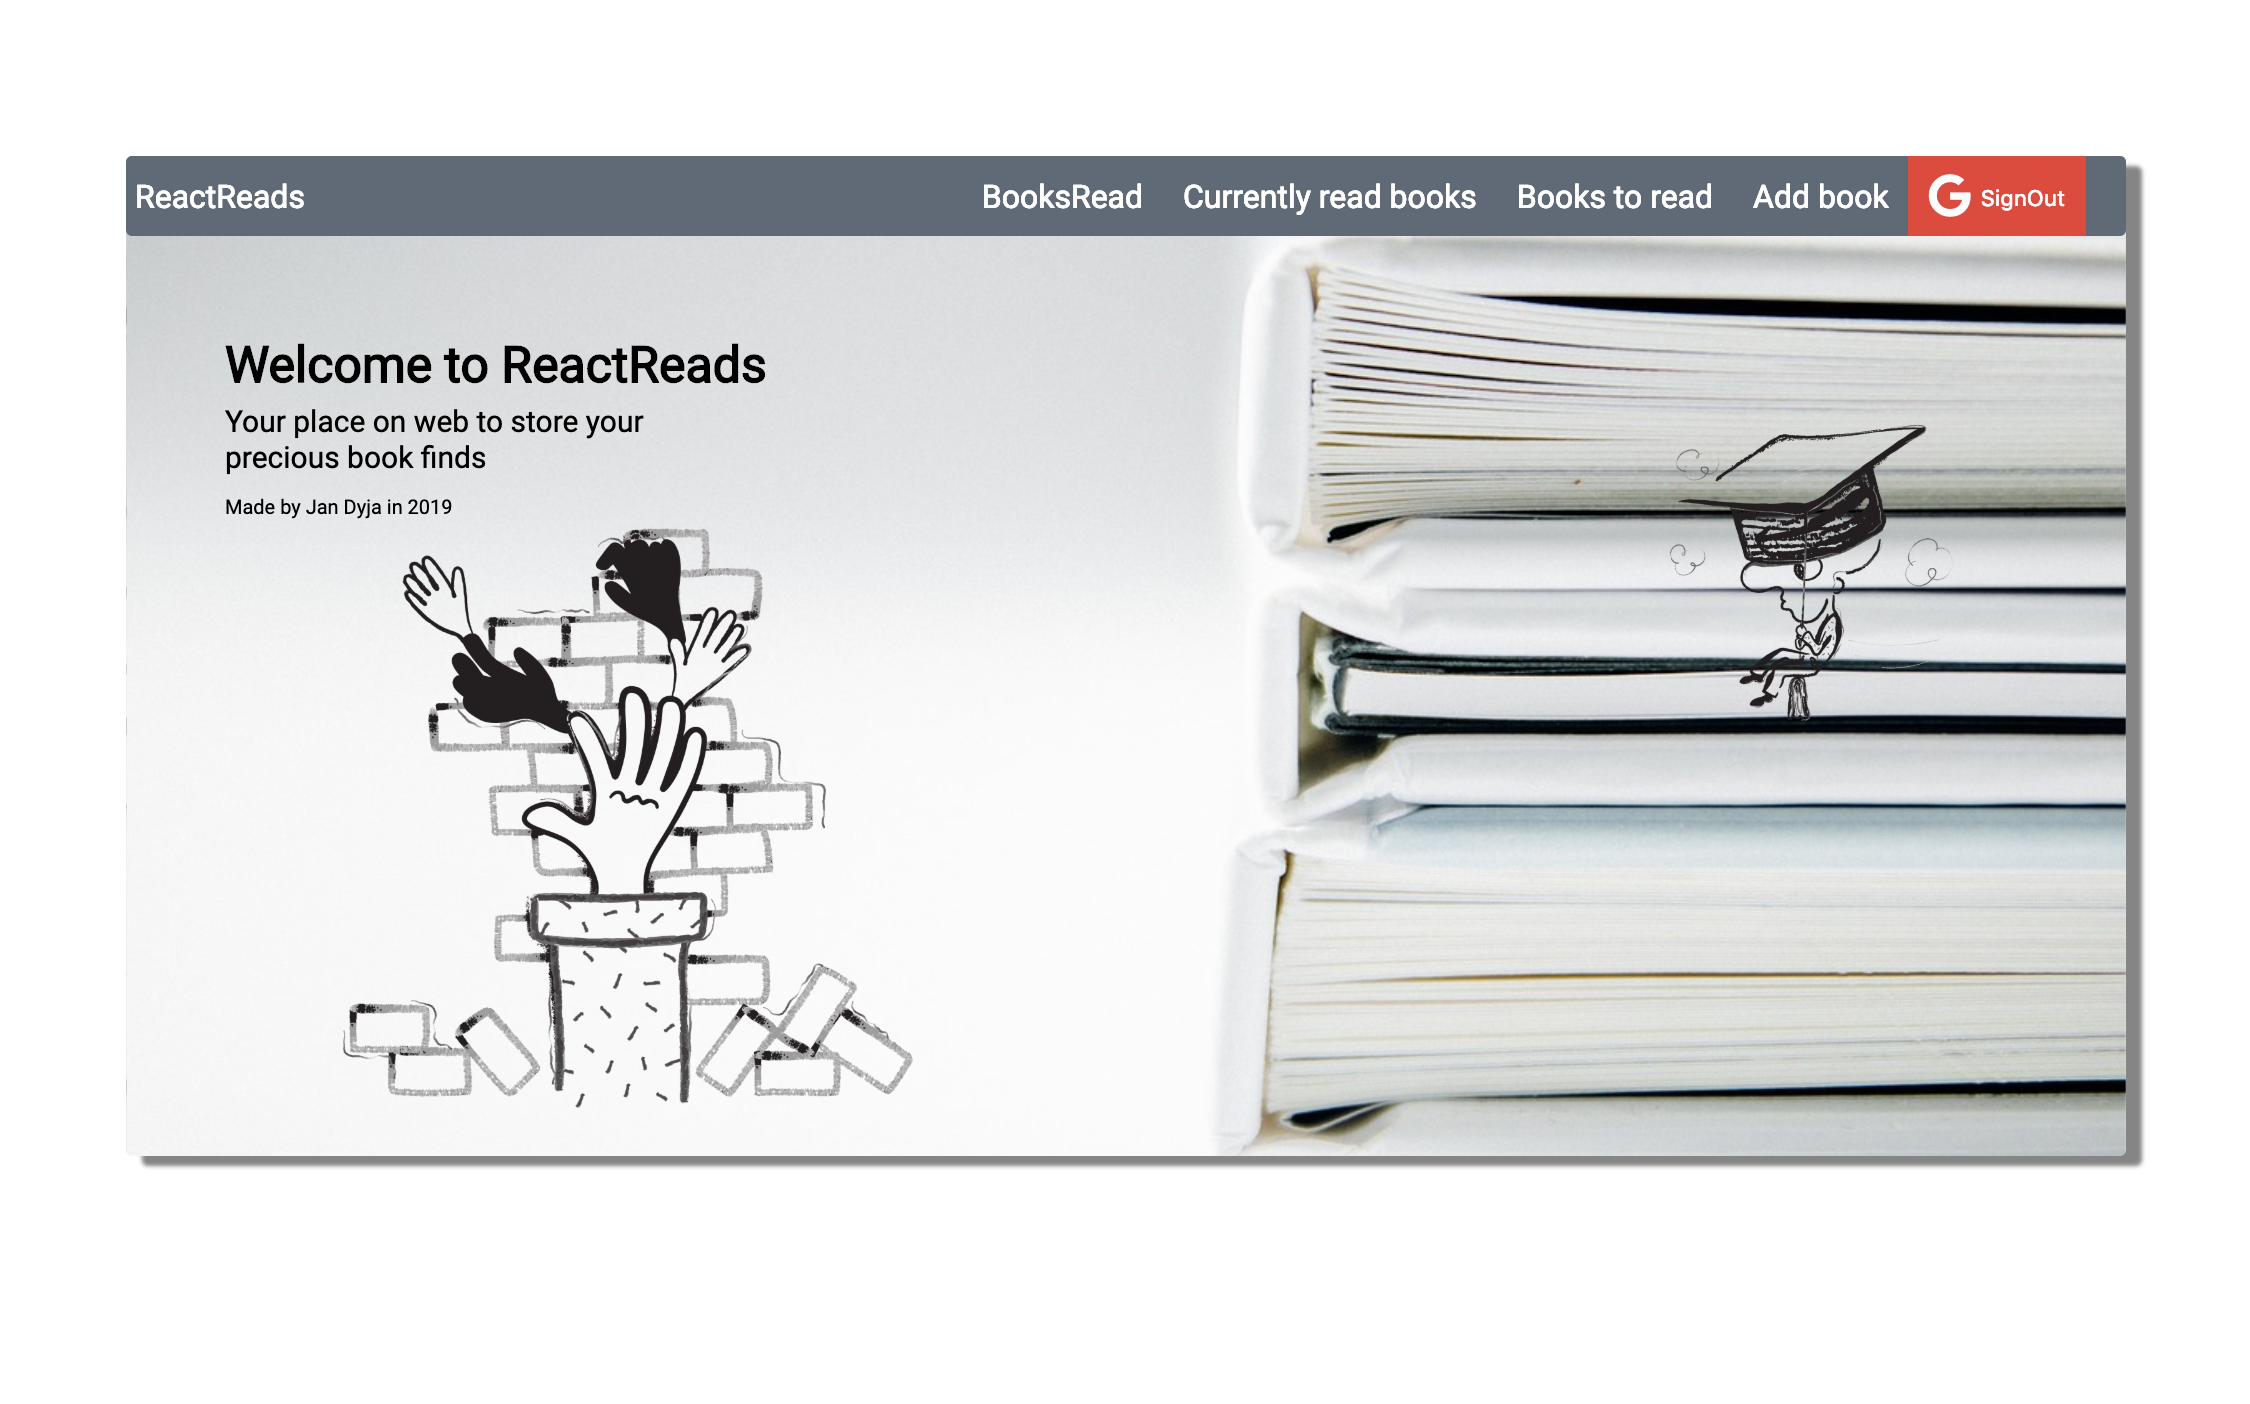 ReactReads
BooksRead
Currently read books
Books to read
Add book
G SignOut
Welcome to ReactReads
Your place on web to store your
precious book finds
Made by Jan Dyja in 2019